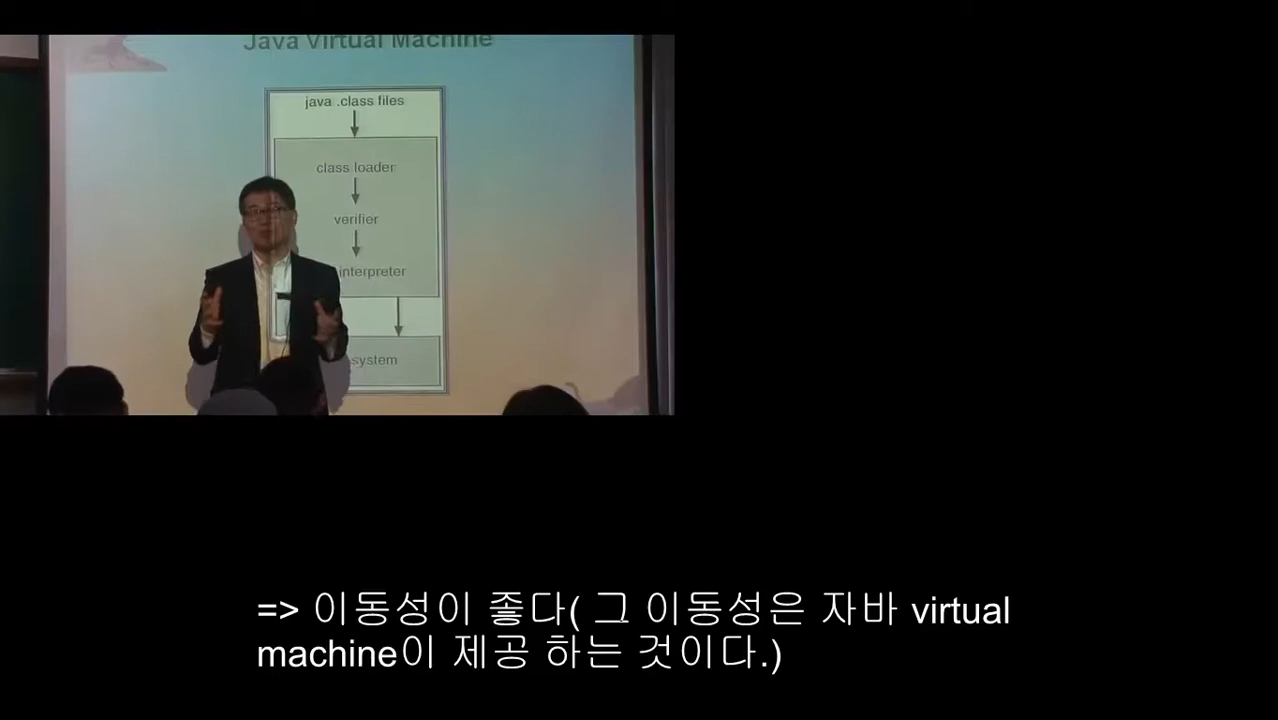 Java Virtual Machine
java .class files
class loader
verifier
interpreter
system
=> 이동성이 좋다( 그 이동성은 자바 virtual
machine이 제공 하는 것이다.)